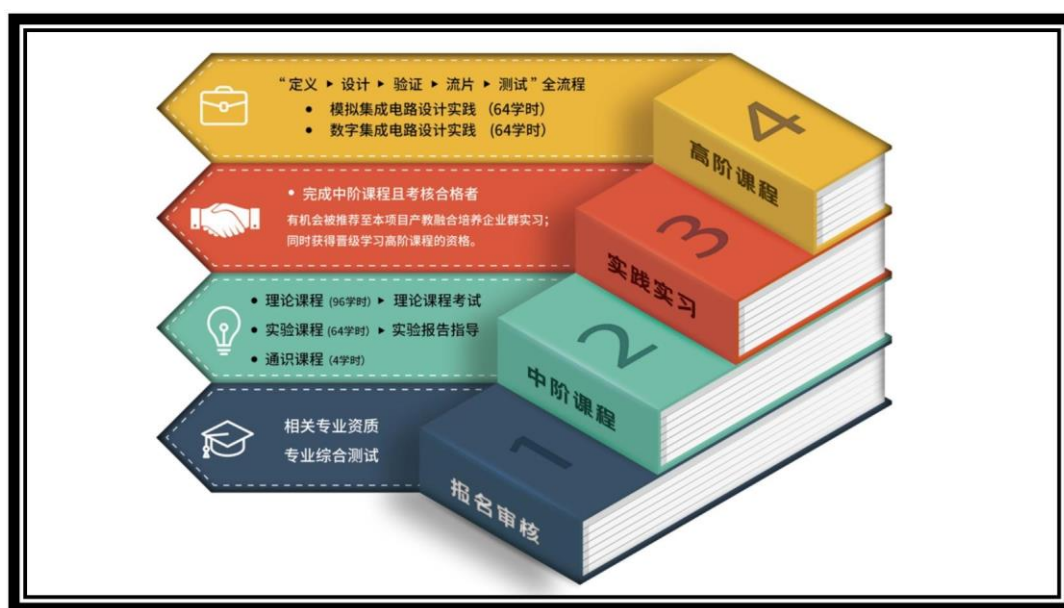 “定义 ▸ 设计 ▸ 验证 ▸ 流片 ▸ 测试”全流程
• 模拟集成电路设计实践 (64学时)
• 数字集成电路设计实践 (64学时)
4
高阶课程
• 完成中阶课程且考核合格者
有机会被推荐至本项目产教融合培养企业群实习；
同时获得晋级学习高阶课程的资格。
3
实践实习
• 理论课程 (96学时) ▸ 理论课程考试
• 实验课程 (64学时) ▸ 实验报告指导
• 通识课程 (4学时)
2
中阶课程
相关专业资质
专业综合测试
1
报名审核